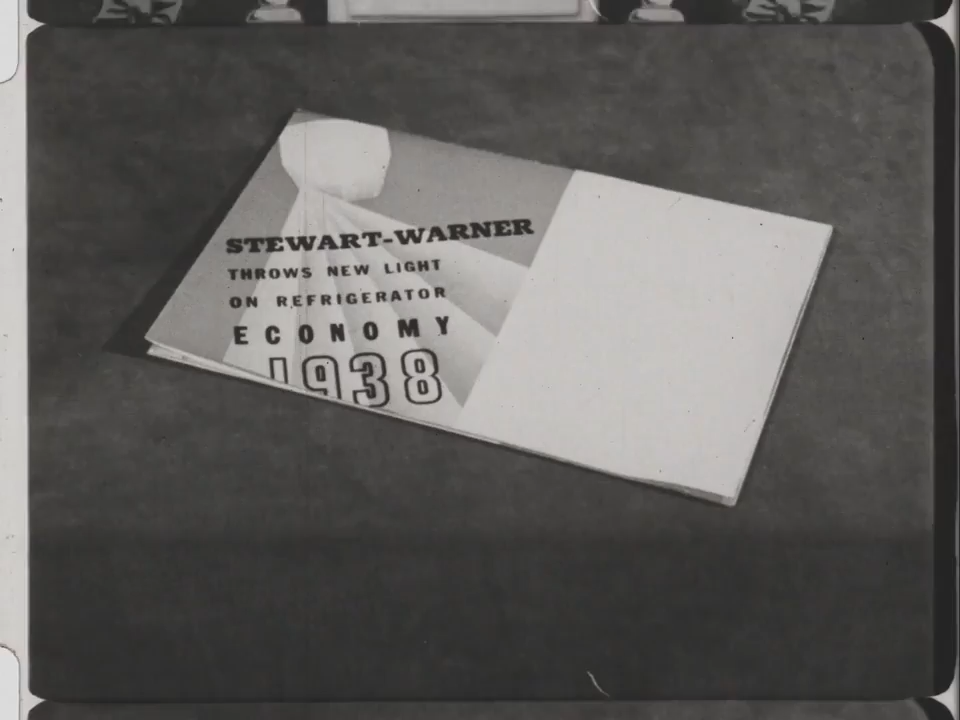 STEWART-WARNER
THROWS NEW LIGHT
ON REFRIGERATOR
ECONOMY
1938